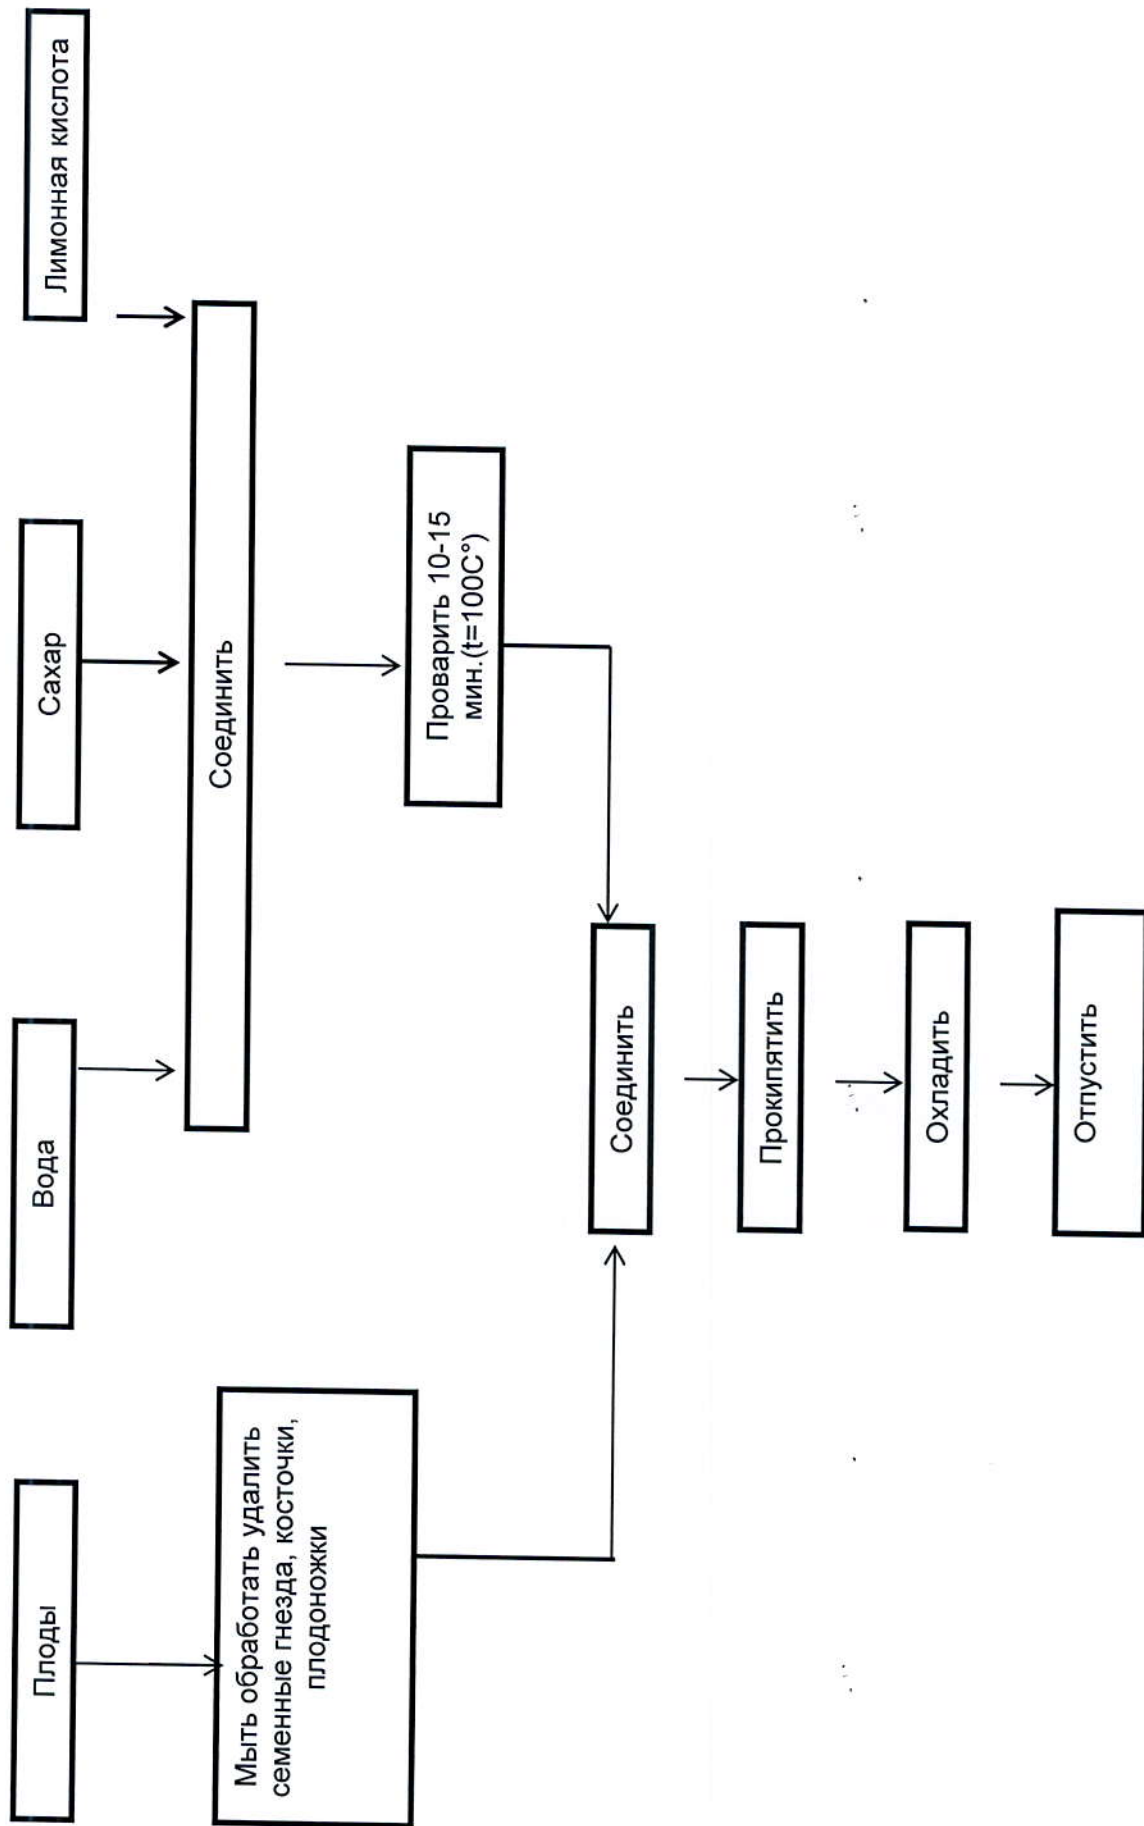 Плоды
Вода
Сахар
Лимонная кислота
Мыть обработать удалить
семенные гнезда, косточки,
плодоножки
Соединить
Проварить 10-15
мин.(t=100С°)
Соединить
Прокипятить
Охладить
Отпустить